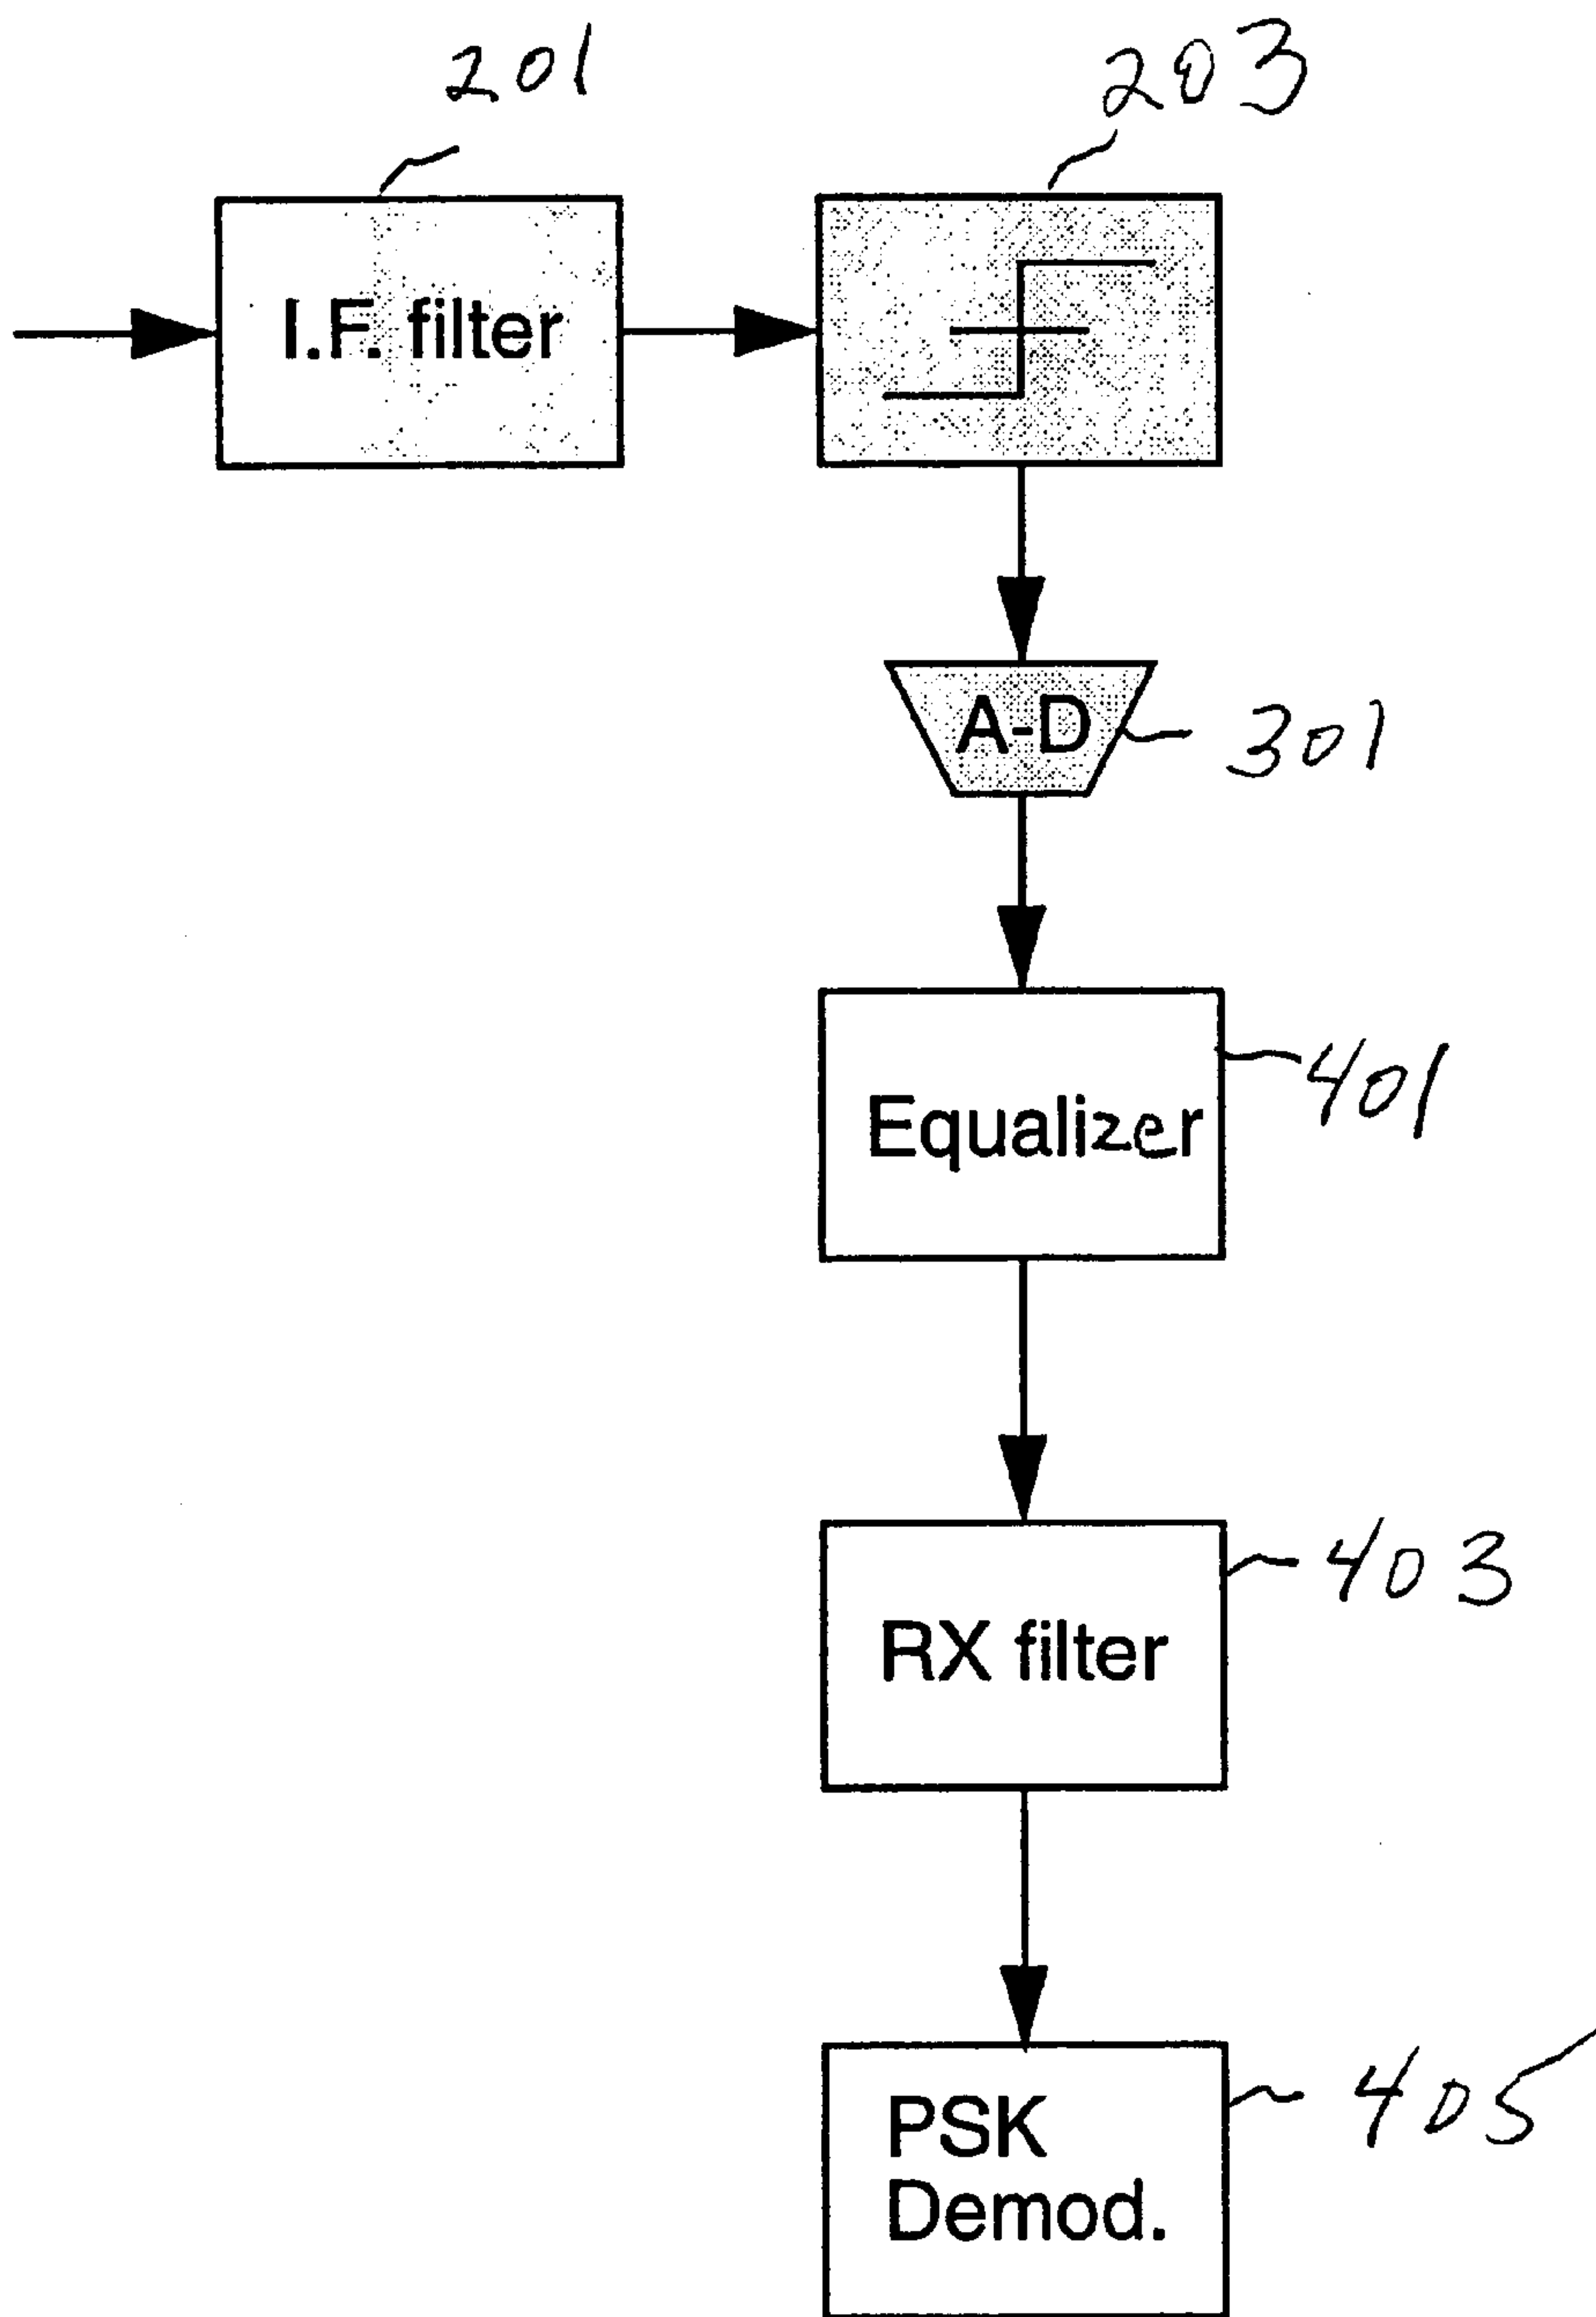 201
203
I.F. filter
A-D
301
Equalizer
401
RX filter
403
PSK
Demod.
405